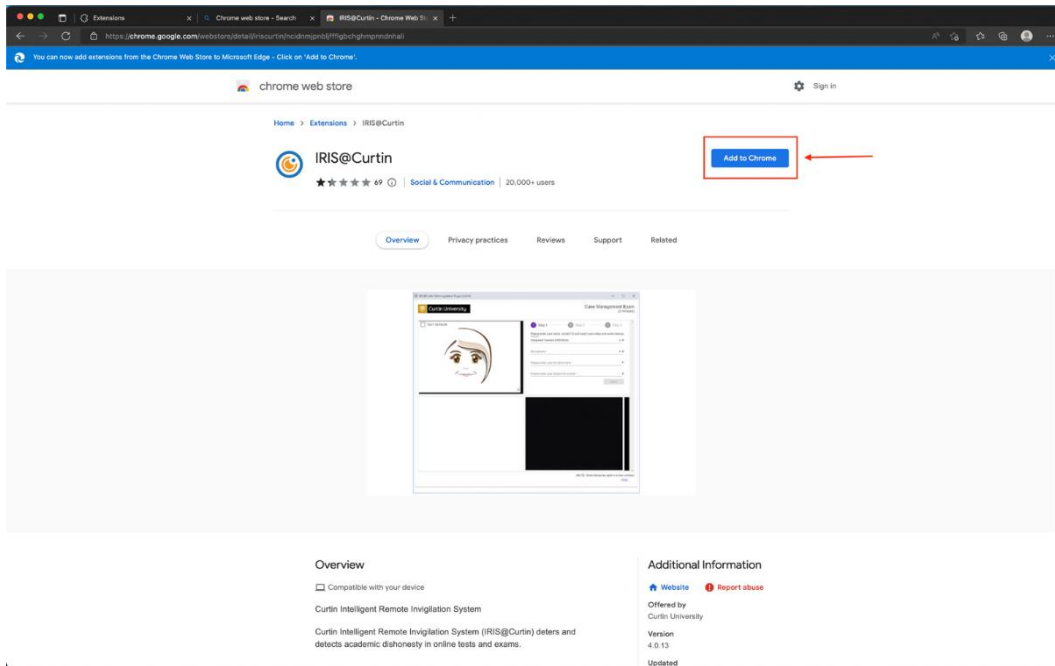 Extensions
Chrome web store - Search
IRIS@Curtin - Chrome Web St
https://chrome.google.com/webstore/detail/iriscurtin/
You can now add extensions from the Chrome Web Store to Microsoft Edge - Click on 'Add to Chrome'.
chrome web store
Sign in
Home > Extensions > IRIS@Curtin
IRIS@Curtin
Add to Chrome
69 | Social & Communication | 20,000+ users
Overview Privacy practices Reviews Support Related
Curtin University
Case Management Exam
Step 1
Overview
Additional Information
Compatible with your device
Website Report abuse
Curtin Intelligent Remote Invigilation System
Offered by
Curtin University
Curtin Intelligent Remote Invigilation System (IRIS@Curtin) deters and
detects academic dishonesty in online tests and exams.
Version
4.0.13
Updated